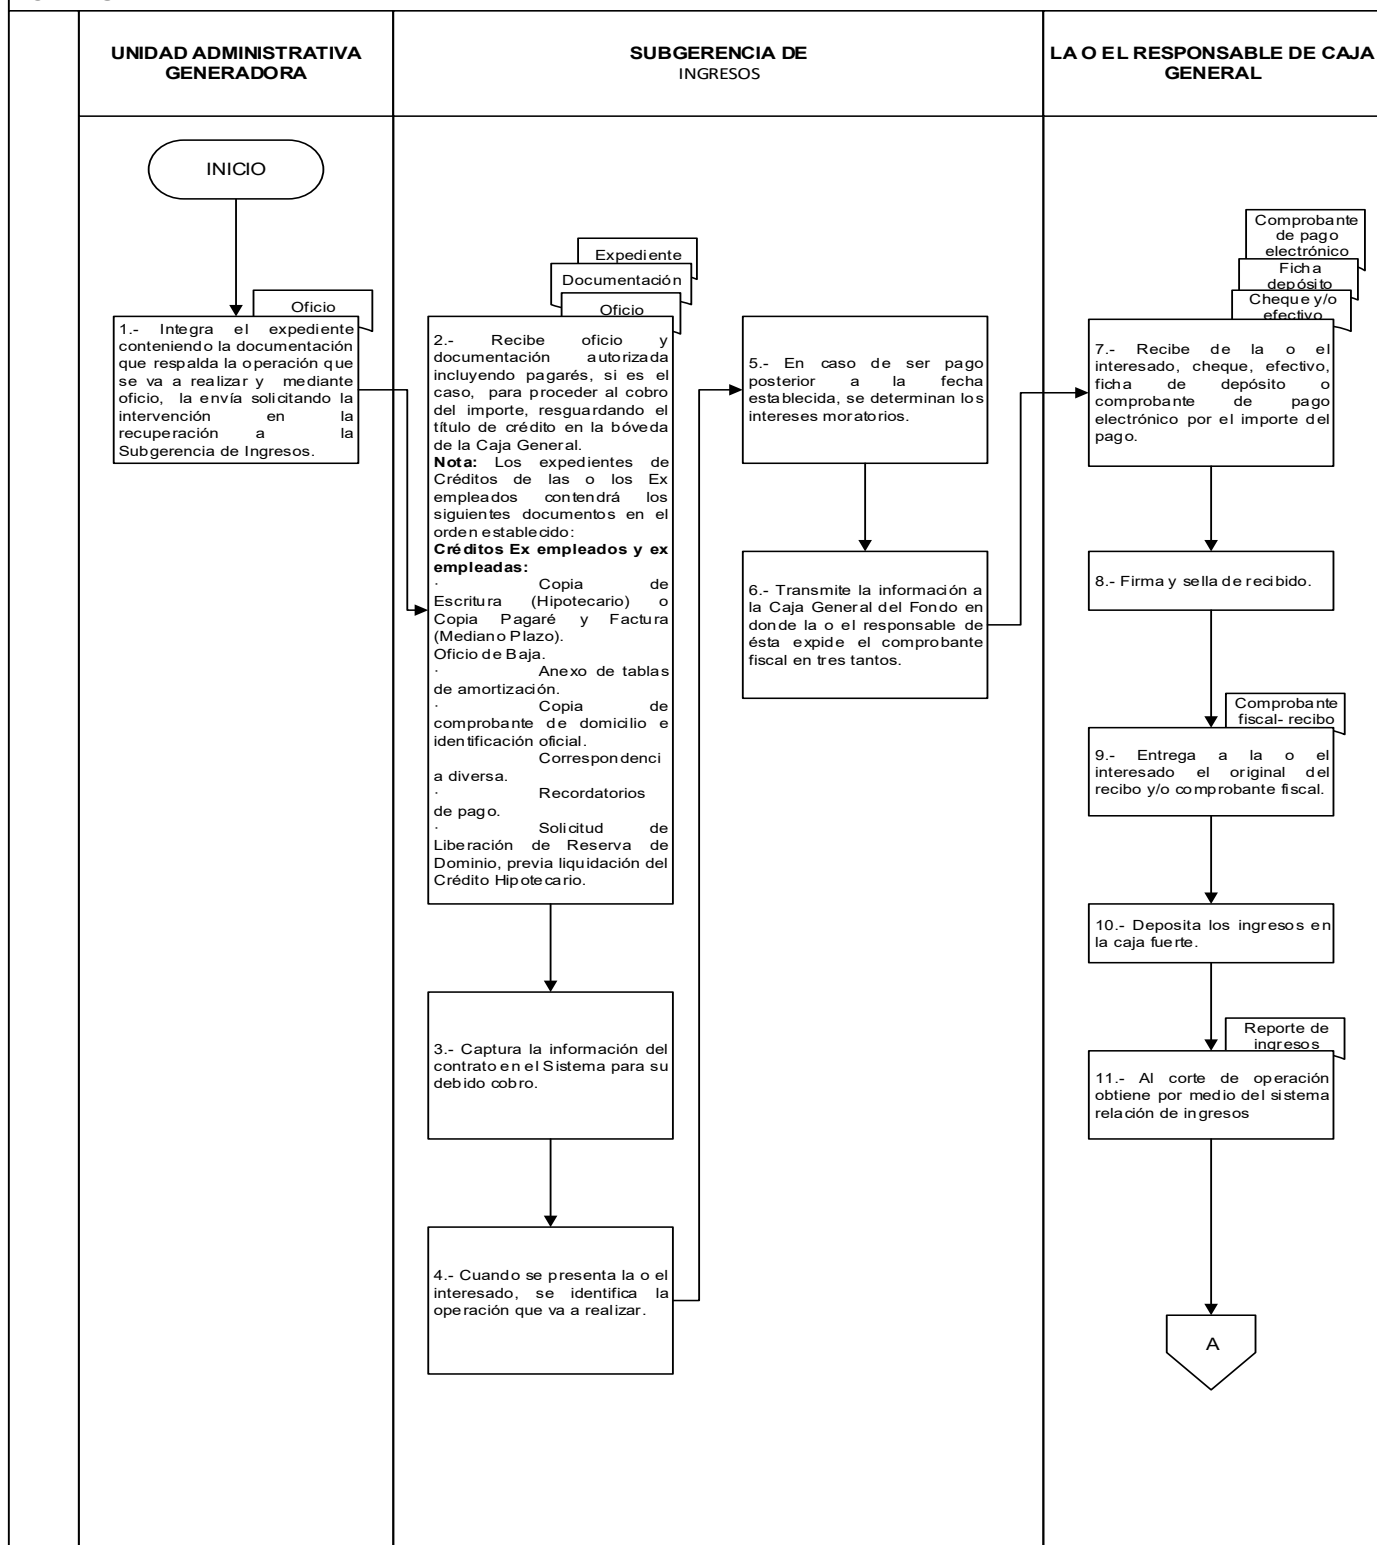 UNIDAD ADMINISTRATIVA
GENERADORA
SUBGERENCIA DE
INGRESOS
LA O EL RESPONSABLE DE CAJA
GENERAL
INICIO
Oficio
1.- Integra el expediente
conteniendo la documentación
que respalda la operación que
se va a realizar y mediante
oficio, la envía solicitando la
intervención en la
recuperación a la
Subgerencia de Ingresos.
Expediente
Documentación
Oficio
2.- Recibe oficio y
documentación autorizada
incluyendo pagarés, si es el
caso, para proceder al cobro
del importe, resguardando el
título de crédito en la bóveda
de la Caja General.
Nota: Los expedientes de
Créditos de las o los Ex
empleados contendrá los
siguientes documentos en el
orden establecido:
Créditos Ex empleados y ex
empleadas:
· Copia de
Escritura (Hipotecario) o
Copia Pagaré y Factura
(Mediano Plazo).
Oficio de Baja.
· Anexo de tablas
de amortización.
· Copia de
comprobante de domicilio e
identificación oficial.
· Correspondenci
a diversa.
· Recordatorios
de pago.
· Solicitud de
Liberación de Reserva de
Dominio, previa liquidación del
Crédito Hipotecario.
3.- Captura la información del
contrato en el Sistema para su
debido cobro.
4.- Cuando se presenta la o el
interesado, se identifica la
operación que va a realizar.
5.- En caso de ser pago
posterior a la fecha
establecida, se determinan los
intereses moratorios.
6.- Transmite la información a
la Caja General del Fondo en
donde la o el responsable de
ésta expide el comprobante
fiscal en tres tantos.
Comprobante
de pago
electrónico
Ficha
depósito
Cheque y/o
efectivo
7.- Recibe de la o el
interesado, cheque, efectivo,
ficha de depósito o
comprobante de pago
electrónico por el importe del
pago.
8.- Firma y sella de recibido.
Comprobante
fiscal- recibo
9.- Entrega a la o el
interesado el original del
recibo y/o comprobante fiscal.
10.- Deposita los ingresos en
la caja fuerte.
Reporte de
ingresos
11.- Al corte de operación
obtiene por medio del sistema
relación de ingresos
A